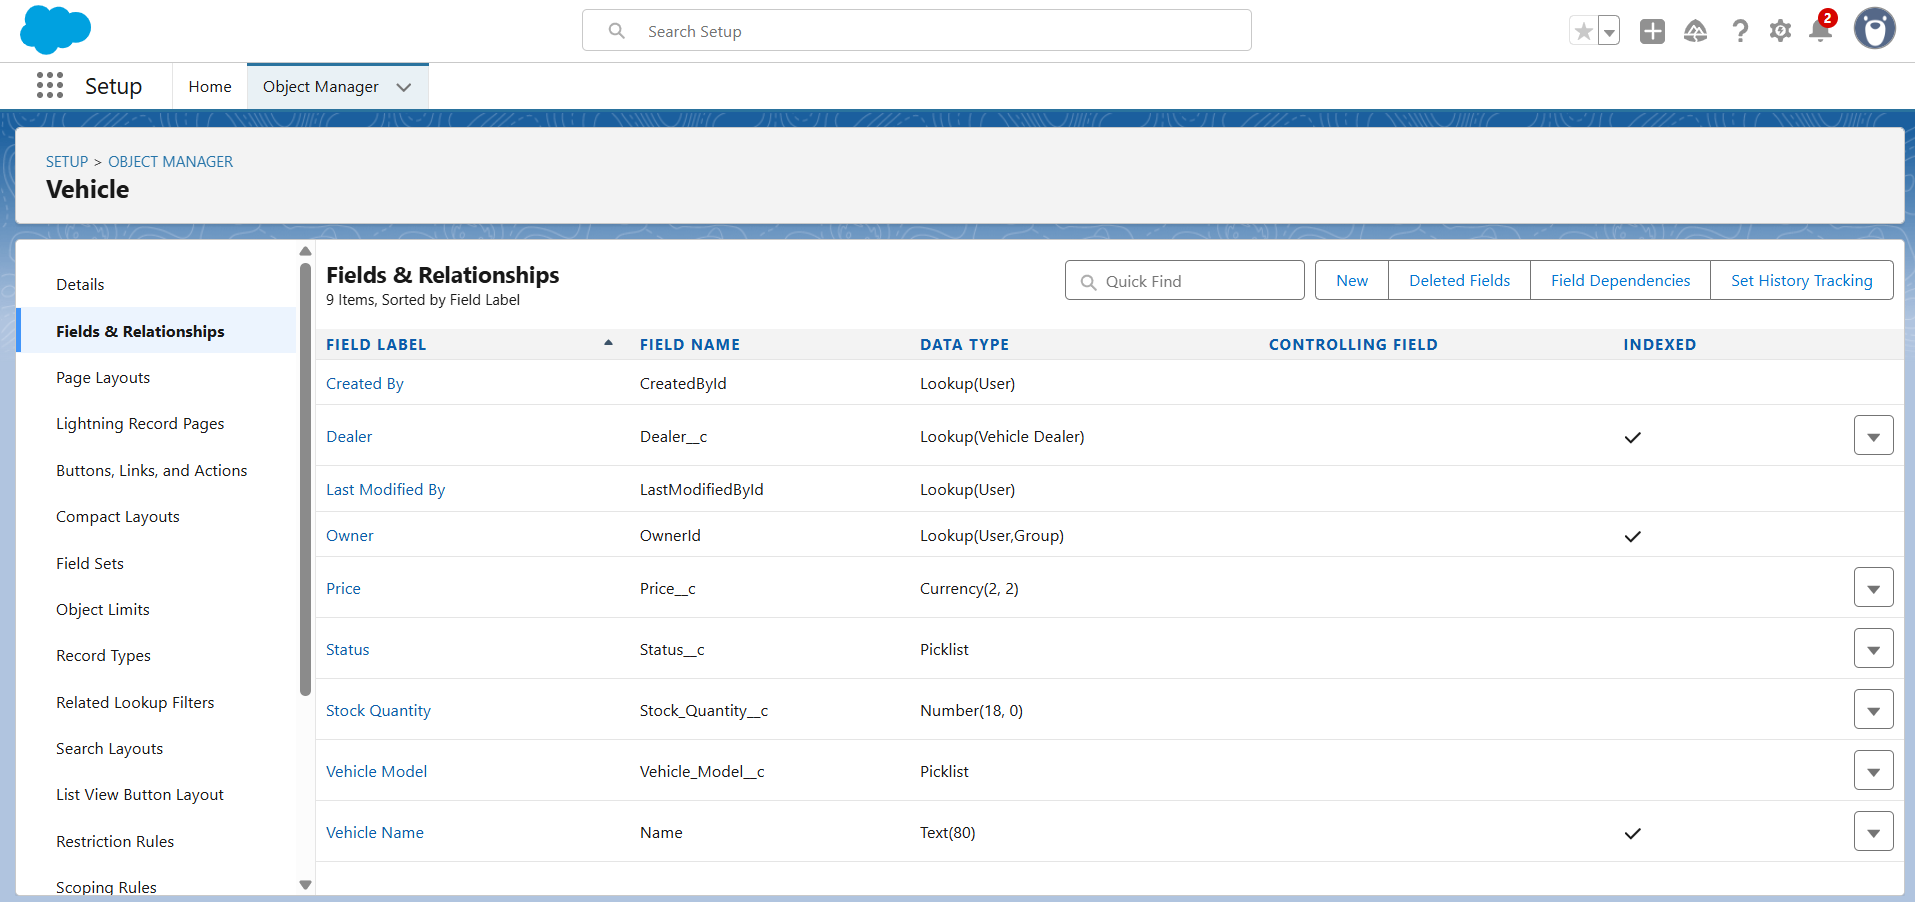 Search Setup
2
Setup
Home
Object Manager
SETUP > OBJECT MANAGER
Vehicle
Details
Fields & Relationships
Page Layouts
Lightning Record Pages
Buttons, Links, and Actions
Compact Layouts
Field Sets
Object Limits
Record Types
Related Lookup Filters
Search Layouts
List View Button Layout
Restriction Rules
Scoping Rules
Fields & Relationships
9 Items, Sorted by Field Label
Quick Find
New
Deleted Fields
Field Dependencies
Set History Tracking
FIELD LABEL FIELD NAME DATA TYPE CONTROLLING FIELD INDEXED
Created By CreatedById Lookup(User)
Dealer Dealer__c Lookup(Vehicle Dealer)
Last Modified By LastModifiedById Lookup(User)
Owner OwnerId Lookup(User,Group)
Price Price__c Currency(2, 2)
Status Status__c Picklist
Stock Quantity Stock_Quantity__c Number(18, 0)
Vehicle Model Vehicle_Model__c Picklist
Vehicle Name Name Text(80)